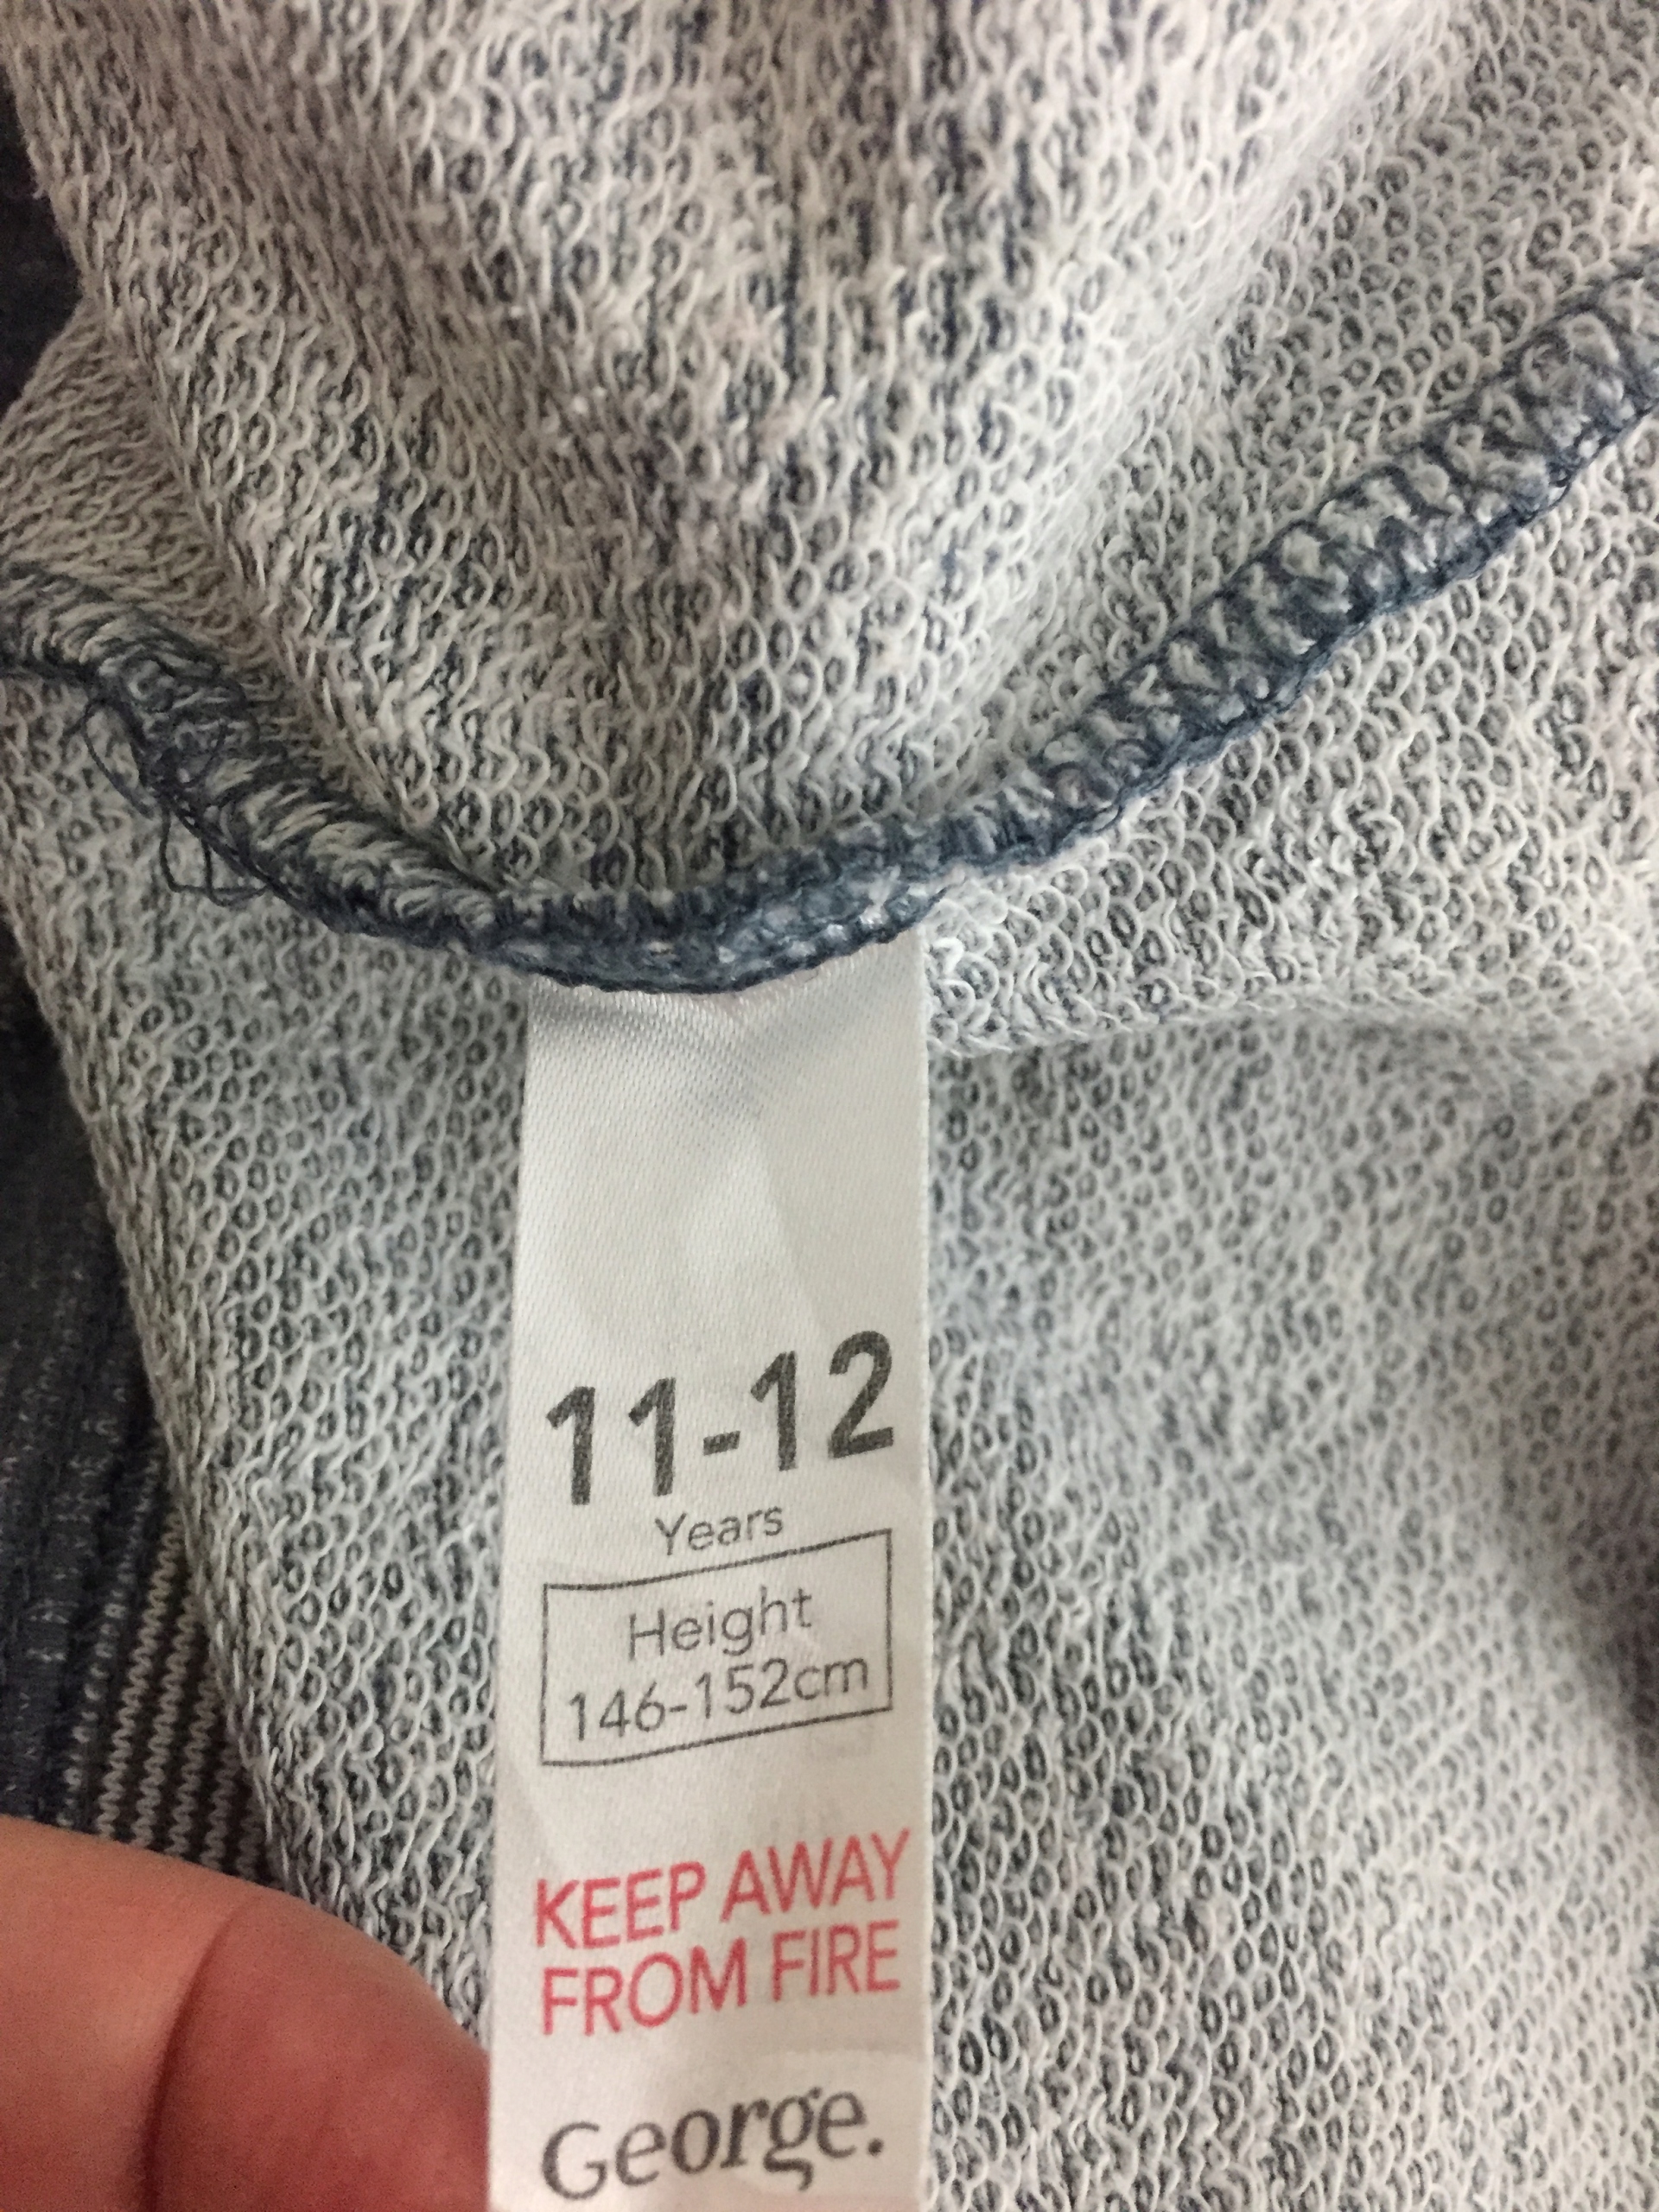 11-12
Years
Height
146-152cm
KEEP AWAY
FROM FIRE
George.